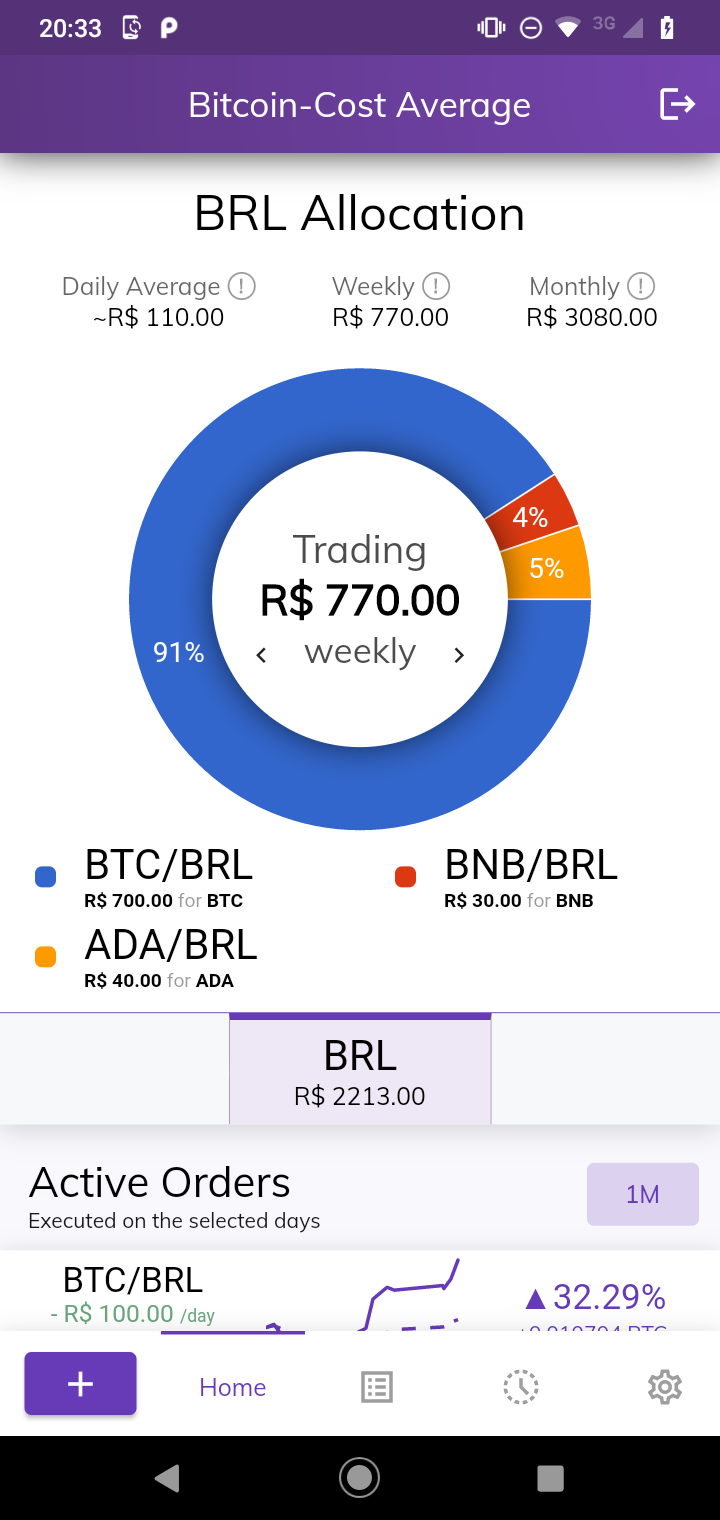 20:33
3G
Bitcoin-Cost Average
BRL Allocation
Daily Average Weekly Monthly
~R$ 110.00 R$ 770.00 R$ 3080.00
4%
5%
Trading
R$ 770.00
weekly
91%
BTC/BRL BNB/BRL
R$ 700.00 for BTC R$ 30.00 for BNB
ADA/BRL
R$ 40.00 for ADA
BRL
R$ 2213.00
Active Orders
1M
Executed on the selected days
BTC/BRL
▲32.29%
- R$ 100.00 /day
+ Home